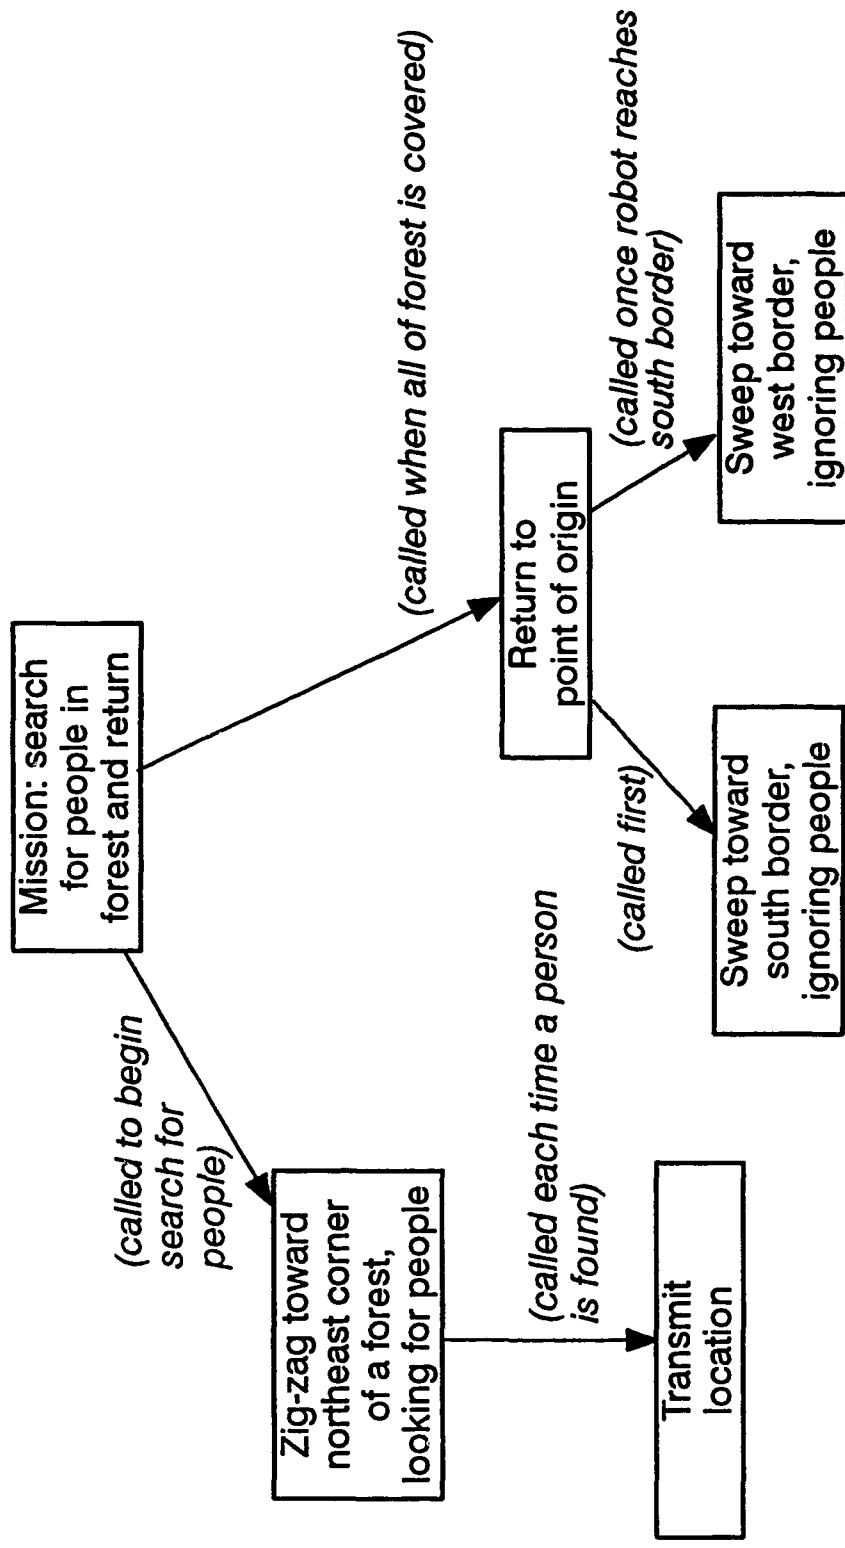 Mission: search
for people in
forest and return
(called to begin
search for
people)
(called when all of forest is covered)
Zig-zag toward
northeast corner
of a forest,
looking for people
Return to
point of origin
(called each time a person
is found)
(called first)
(called once robot reaches
south border)
Transmit
location
Sweep toward
south border,
ignoring people
Sweep toward
west border,
ignoring people